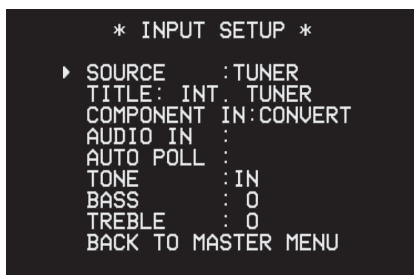 * INPUT SETUP *
SOURCE :TUNER
TITLE: INT. TUNER
COMPONENT IN:CONVERT
AUDIO IN :
AUTO POLL :
TONE :IN
BASS : 0
TREBLE : 0
BACK TO MASTER MENU